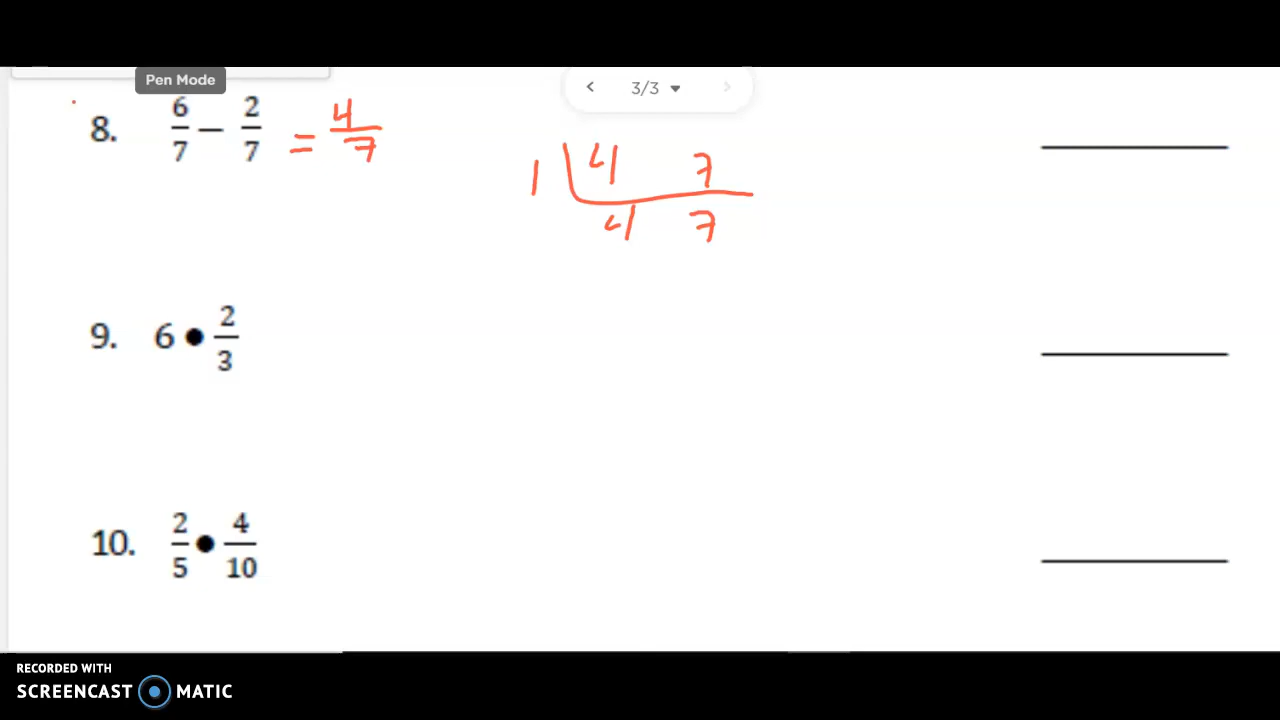 Pen Mode
3/3
8. 6/7 − 2/7 = 4/7
1 4 7
4 7
9. 6 • 2/3
10. 2/5 • 4/10
RECORDED WITH
SCREENCAST MATIC